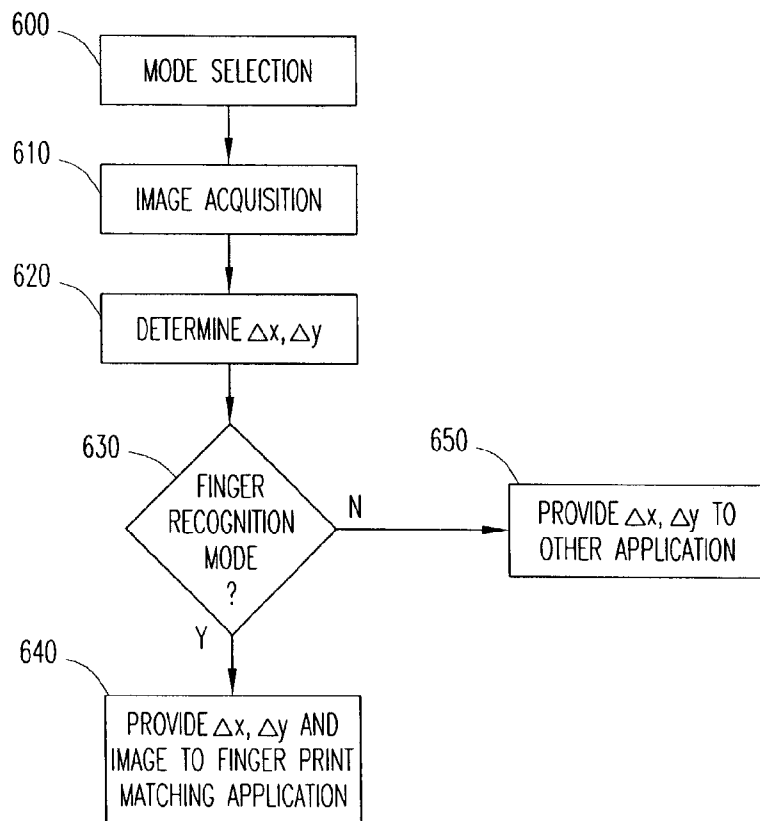 600
MODE SELECTION
610
IMAGE ACQUISITION
620
DETERMINE △x, △y
630
FINGER
RECOGNITION
MODE
?
N
Y
650
PROVIDE △x, △y TO
OTHER APPLICATION
640
PROVIDE △x, △y AND
IMAGE TO FINGER PRINT
MATCHING APPLICATION